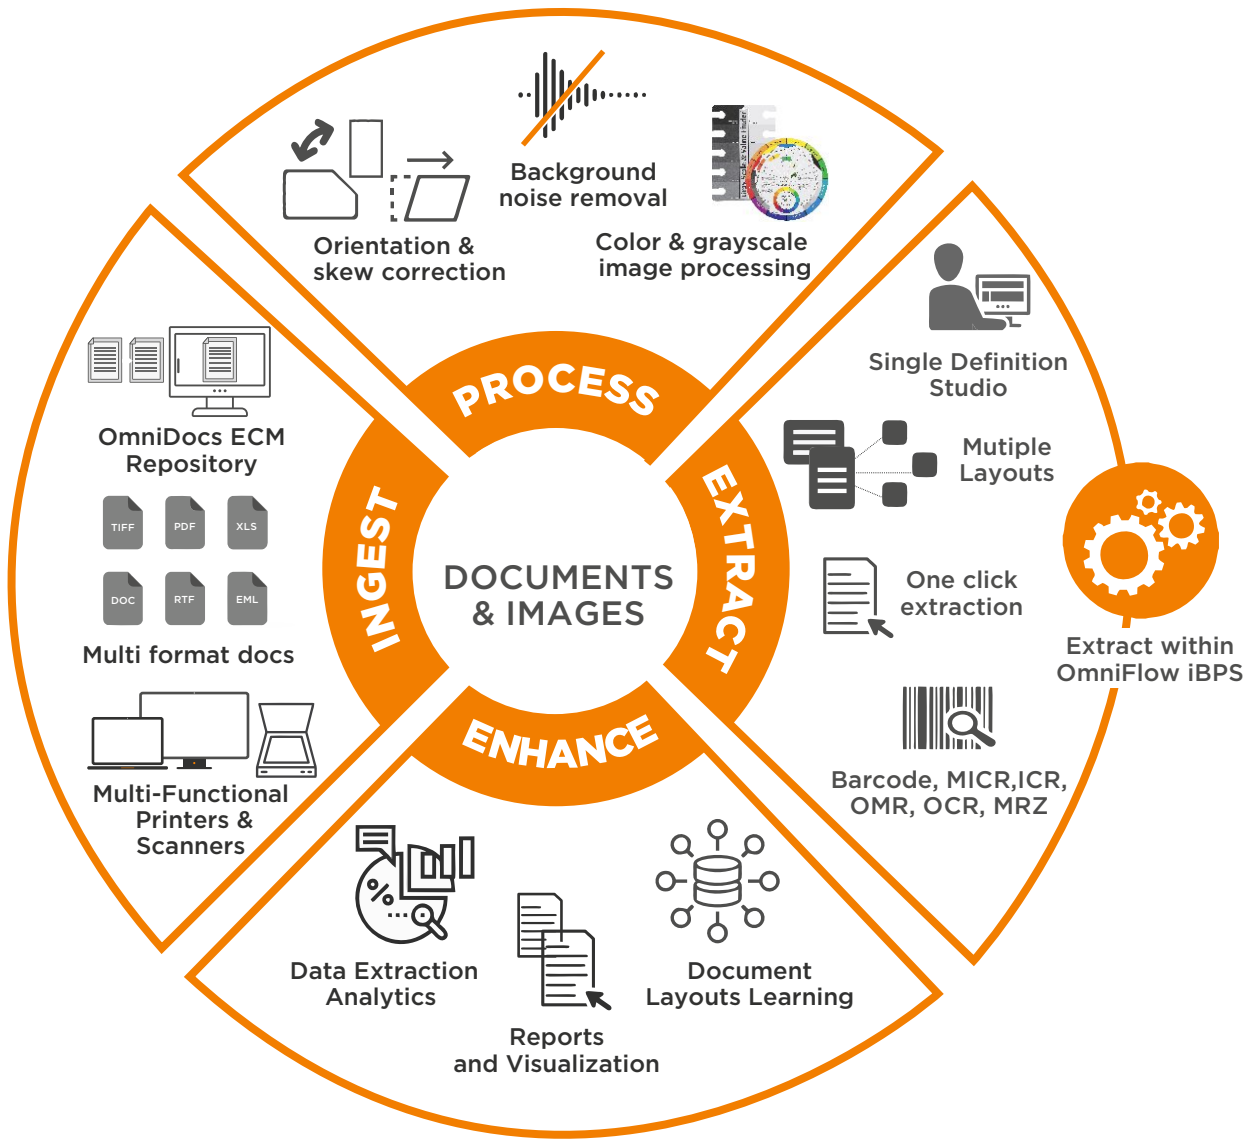 Background
noise removal
Orientation &
skew correction
Color & grayscale
image processing
PROCESS
OmniDocs ECM
Repository
TIFF
PDF
XLS
DOC
RTF
EML
Multi format docs
Multi-Functional
Printers &
Scanners
INGEST
DOCUMENTS
& IMAGES
EXTRACT
Single Definition
Studio
Mutiple
Layouts
One click
extraction
Extract within
OmniFlow iBPS
Barcode, MICR,ICR,
OMR, OCR, MRZ
ENHANCE
Data Extraction
Analytics
Reports
and Visualization
Document
Layouts Learning